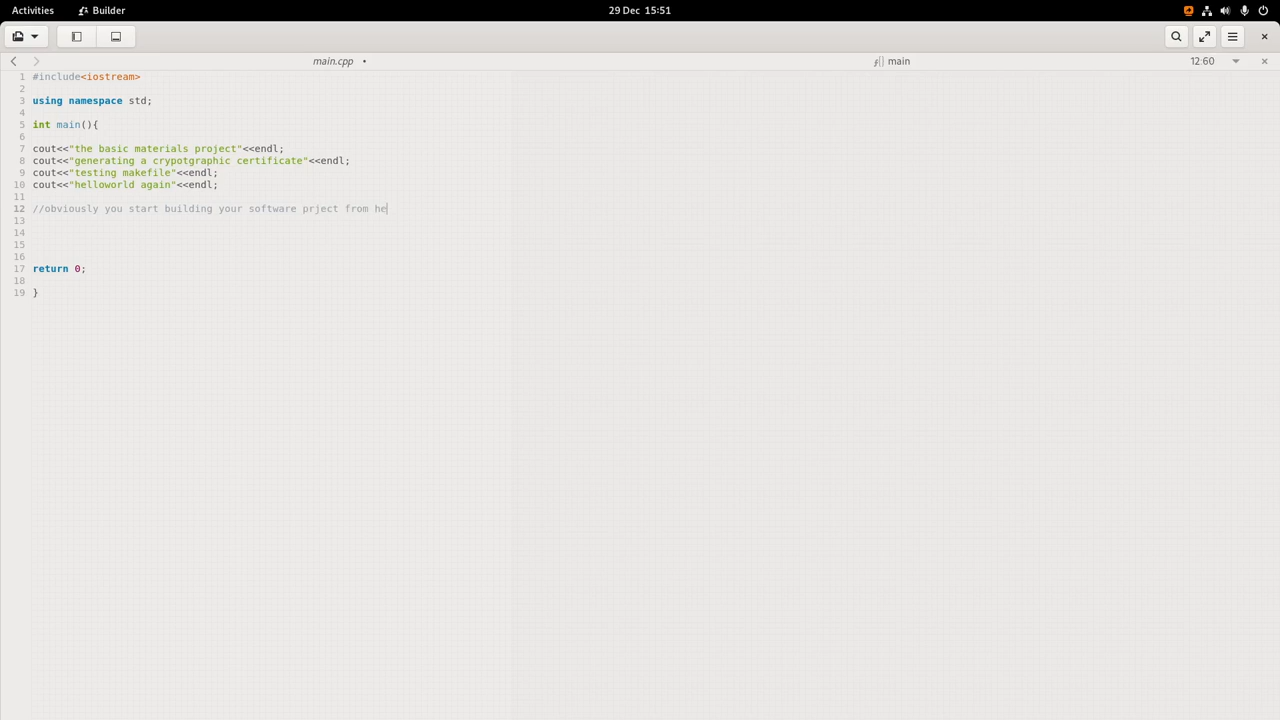 Activities Builder 29 Dec 15:51
main.cpp • main 12:60
1 #include<iostream>
2
3 using namespace std;
4
5 int main(){
6
7 cout<<"the basic materials project"<<endl;
8 cout<<"generating a crypotgraphic certificate"<<endl;
9 cout<<"testing makefile"<<endl;
10 cout<<"helloworld again"<<endl;
11
12 //obviously you start building your software prject from he
13
14
15
16
17 return 0;
18
19 }